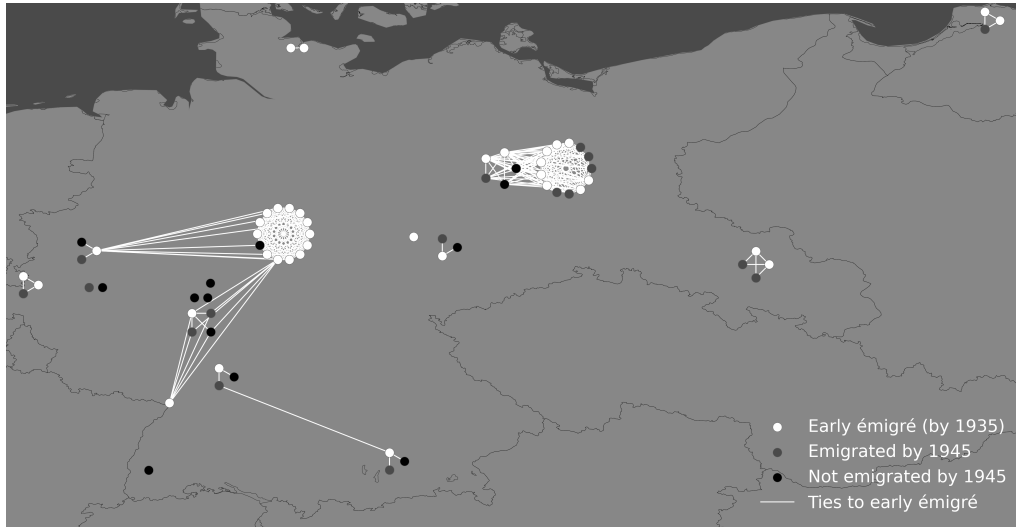 Early émigré (by 1935)
Emigrated by 1945
Not emigrated by 1945
Ties to early émigré